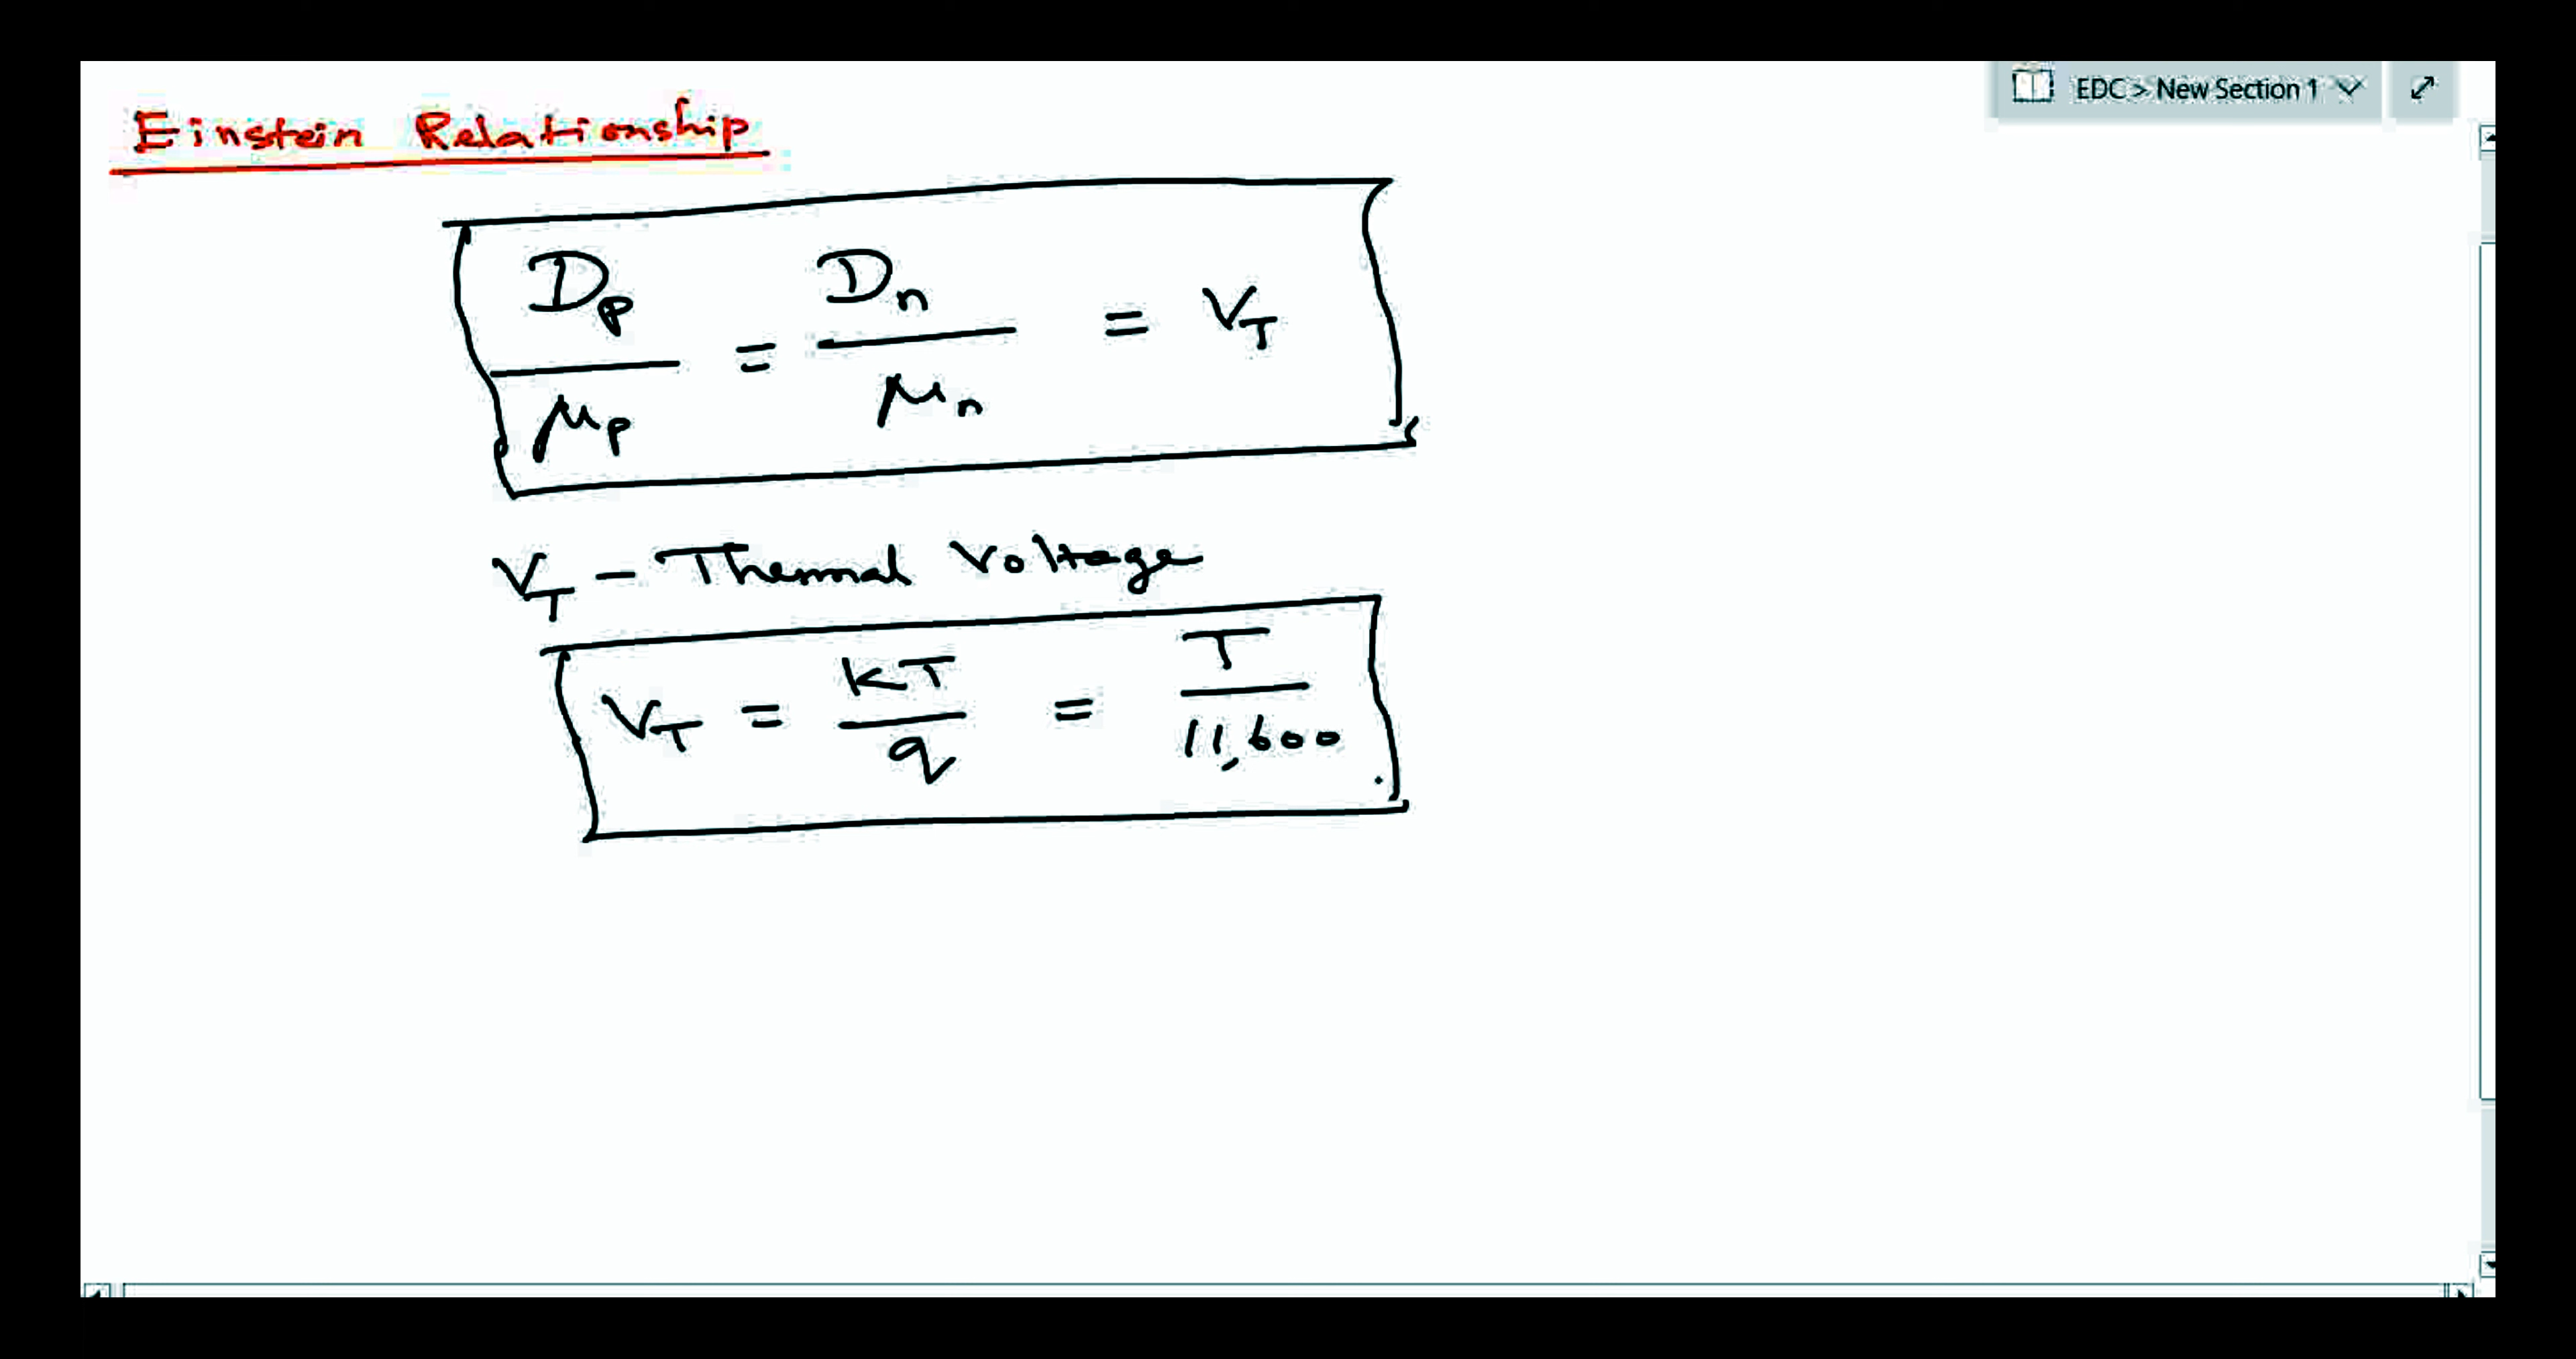 EDC > New Section 1
Einstein Relationship
Dp / μp = Dn / μn = VT
VT - Thermal Voltage
VT = KT / q = T / 11,600